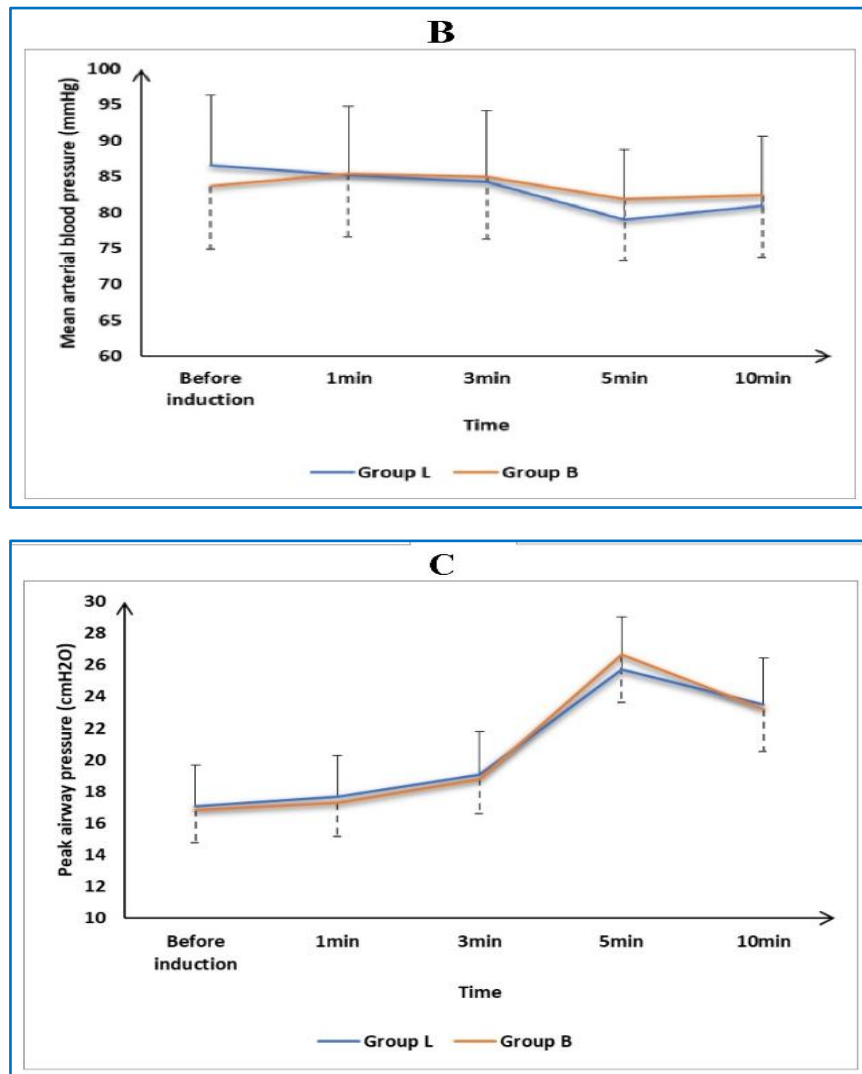 B
Mean arterial blood pressure (mmHg)
100
95
90
85
80
75
70
65
60
Before
induction
1min
3min
5min
10min
Time
Group L
Group B
C
Peak airway pressure (cmH2O)
30
28
26
24
22
20
18
16
14
12
10
Before
induction
1min
3min
5min
10min
Time
Group L
Group B